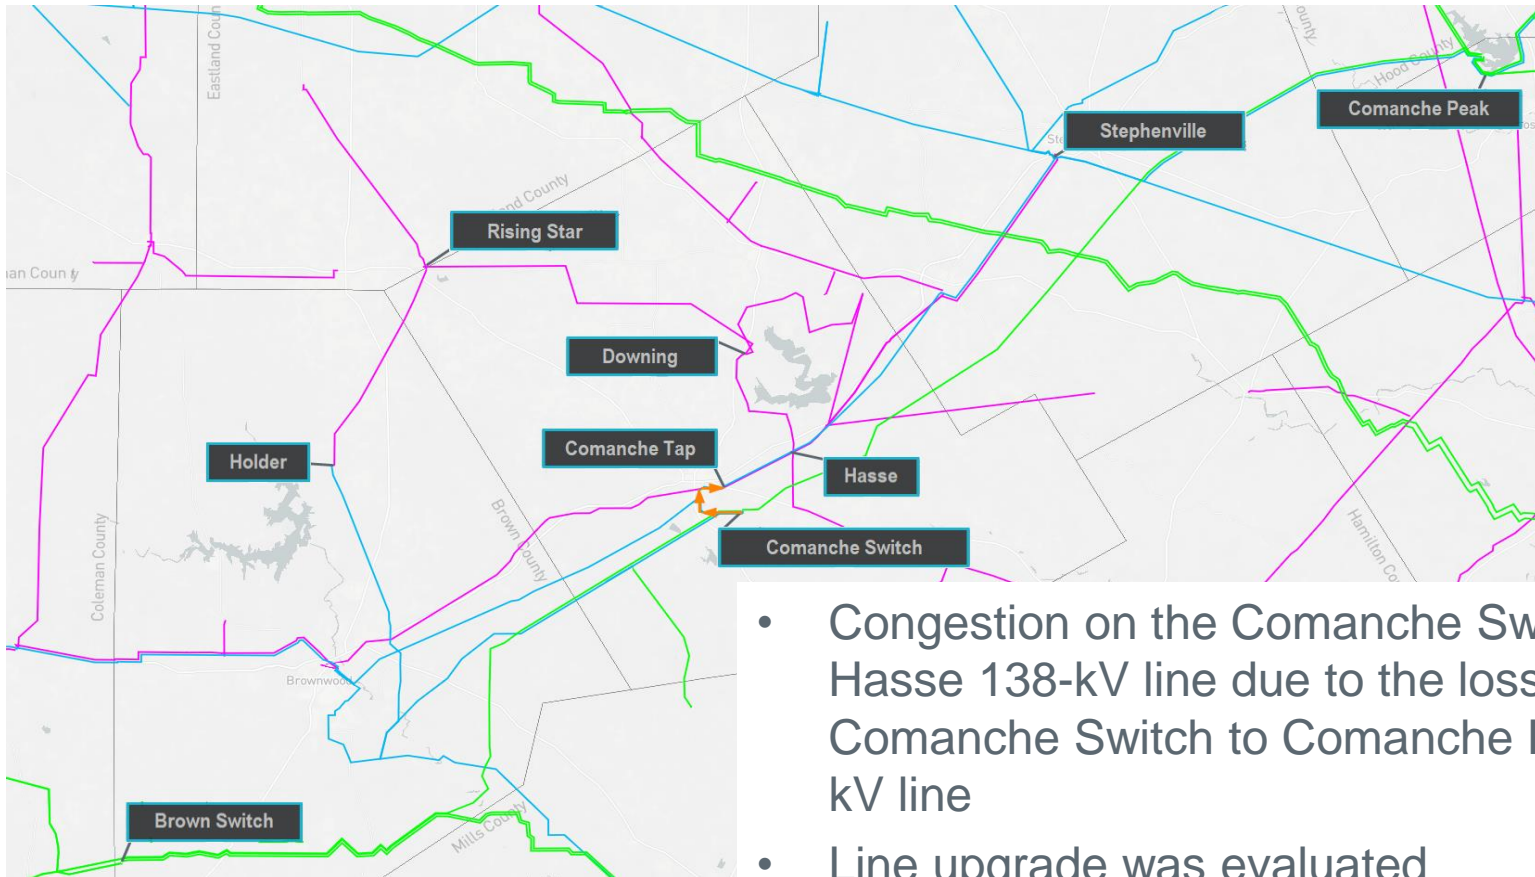 Eastland Coun
Hood County
ounty
Comanche Peak
Stephenville
County
Rising Star
Downing
Comanche Tap
Holder
Hasse
Coleman County
Brown County
Comanche Switch
Hamilton Co
Brownwood
Brown Switch
Mills County
• Congestion on the Comanche Sw
Hasse 138-kV line due to the loss
Comanche Switch to Comanche
kV line
• Line upgrade was evaluated